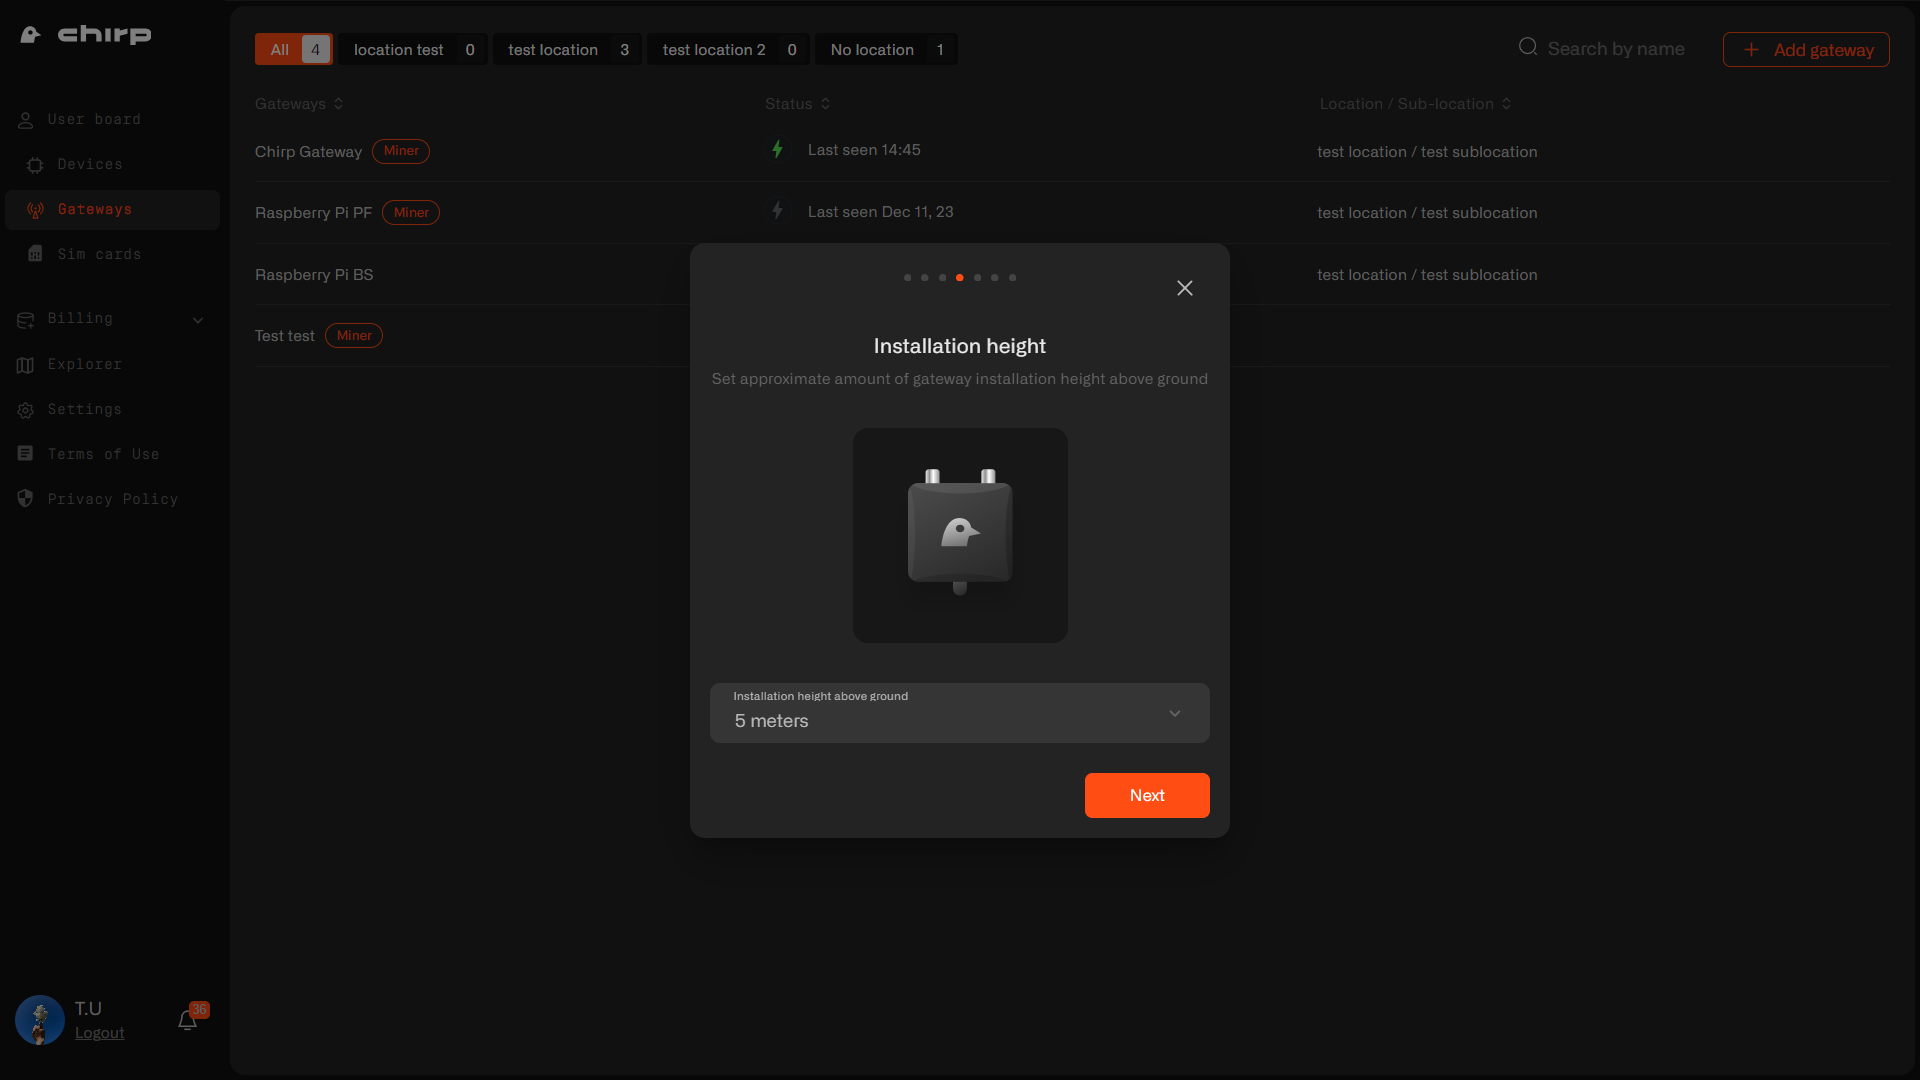 chirp
User board
Devices
Gateways
Sim cards
Billing
Explorer
Settings
Terms of Use
Privacy Policy
T.U
Logout
36
All 4
location test 0
test location 3
test location 2 0
No location 1
Search by name
Add gateway
Gateways
Status
Location / Sub-location
Chirp Gateway Miner
Last seen 14:45
test location / test sublocation
Raspberry Pi PF Miner
Last seen Dec 11, 23
test location / test sublocation
Raspberry Pi BS
test location / test sublocation
Test test Miner
Installation height
Set approximate amount of gateway installation height above ground
Installation height above ground
5 meters
Next